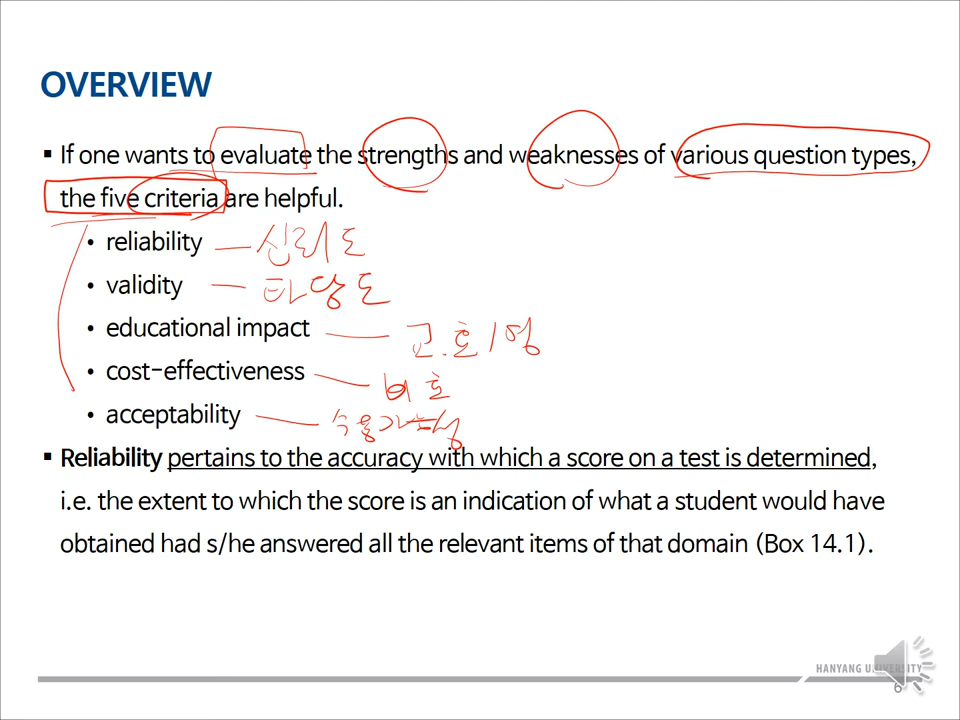 OVERVIEW
▪ If one wants to evaluate the strengths and weaknesses of various question types,
the five criteria are helpful.
• reliability — 신뢰도
• validity — 타당도
• educational impact — 교.효/영
• cost-effectiveness — 비효
• acceptability — 수용가능성
▪ Reliability pertains to the accuracy with which a score on a test is determined,
i.e. the extent to which the score is an indication of what a student would have
obtained had s/he answered all the relevant items of that domain (Box 14.1).
HANYANG UNIVERSITY
6